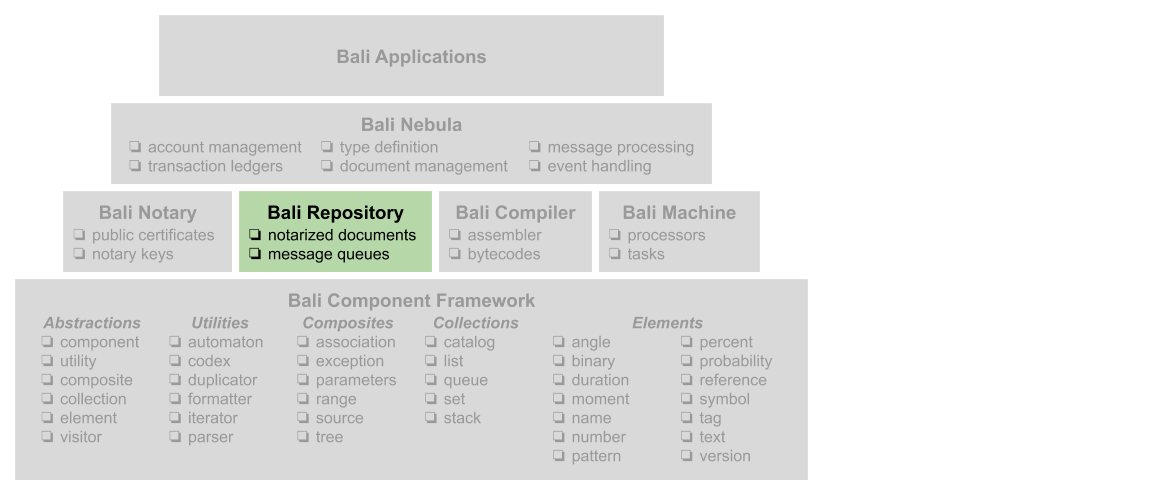 Bali Applications
Bali Nebula
❏ account management ❏ type definition ❏ message processing
❏ transaction ledgers ❏ document management ❏ event handling
Bali Notary
❏ public certificates
❏ notary keys
Bali Repository
❏ notarized documents
❏ message queues
Bali Compiler
❏ assembler
❏ bytecodes
Bali Machine
❏ processors
❏ tasks
Bali Component Framework
Abstractions
❏ component
❏ utility
❏ composite
❏ collection
❏ element
❏ visitor
Utilities
❏ automaton
❏ codex
❏ duplicator
❏ formatter
❏ iterator
❏ parser
Composites
❏ association
❏ exception
❏ parameters
❏ range
❏ source
❏ tree
Collections
❏ catalog
❏ list
❏ queue
❏ set
❏ stack
Elements
❏ angle
❏ binary
❏ duration
❏ moment
❏ name
❏ number
❏ pattern
❏ percent
❏ probability
❏ reference
❏ symbol
❏ tag
❏ text
❏ version